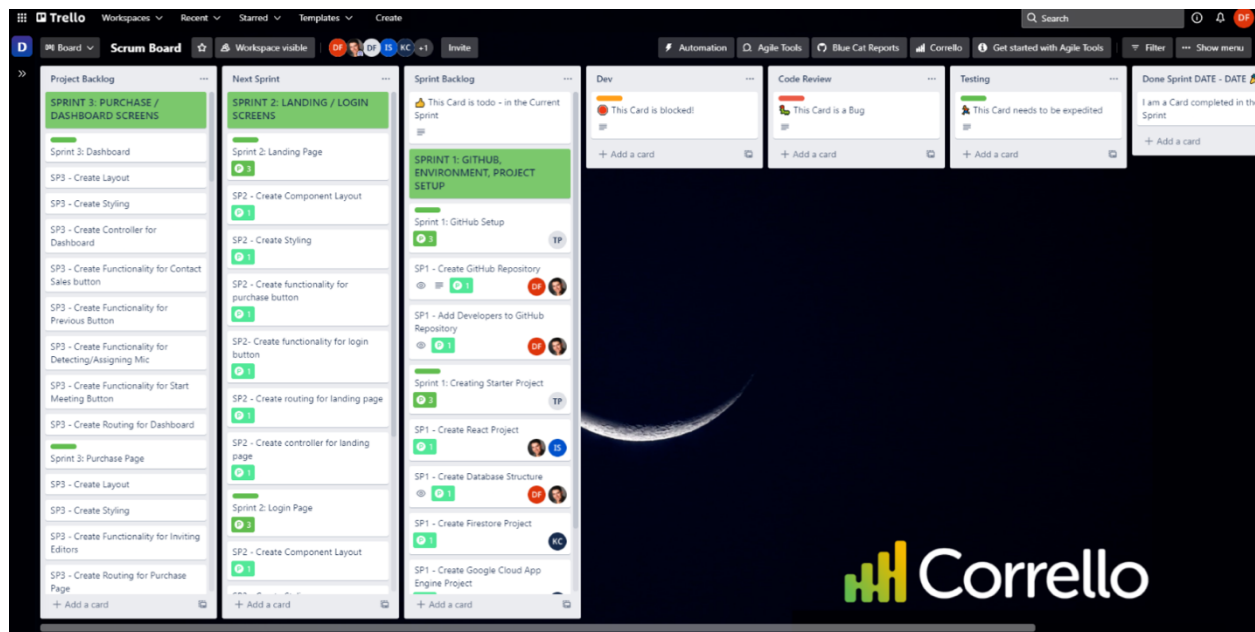 Trello Workspaces Recent Starred Templates Create Search DF
D Board Scrum Board Workspace visible DF DF IS KC +1 Invite Automation Agile Tools Blue Cat Reports Corrello Get started with Agile Tools Filter ... Show menu
Project Backlog
SPRINT 3: PURCHASE /
DASHBOARD SCREENS
Sprint 3: Dashboard
SP3 - Create Layout
SP3 - Create Styling
SP3 - Create Controller for
Dashboard
SP3 - Create Functionality for Contact
Sales button
SP3 - Create Functionality for
Previous Button
SP3 - Create Functionality for
Detecting/Assigning Mic
SP3 - Create Functionality for Start
Meeting Button
SP3 - Create Routing for Dashboard
Sprint 3: Purchase Page
SP3 - Create Layout
SP3 - Create Styling
SP3 - Create Functionality for Inviting
Editors
SP3 - Create Routing for Purchase
Page
+ Add a card
Next Sprint
SPRINT 2: LANDING / LOGIN
SCREENS
Sprint 2: Landing Page
P 3
SP2 - Create Component Layout
P 1
SP2 - Create Styling
P 1
SP2 - Create functionality for
purchase button
P 1
SP2- Create functionality for login
button
P 1
SP2 - Create routing for landing page
P 1
SP2 - Create controller for landing
page
P 1
Sprint 2: Login Page
P 3
SP2 - Create Component Layout
P 1
+ Add a card
Sprint Backlog
This Card is todo - in the Current
Sprint
SPRINT 1: GITHUB,
ENVIRONMENT, PROJECT
SETUP
Sprint 1: GitHub Setup
P 3 TP
SP1 - Create GitHub Repository
P 1 DF
SP1 - Add Developers to GitHub
Repository
P 1 DF
Sprint 1: Creating Starter Project
P 3 TP
SP1 - Create React Project
P 1 IS
SP1 - Create Database Structure
P 1 DF
SP1 - Create Firestore Project
P 1 KC
SP1 - Create Google Cloud App
Engine Project
+ Add a card
Dev
This Card is blocked!
+ Add a card
Code Review
This Card is a Bug
+ Add a card
Testing
This Card needs to be expedited
+ Add a card
Done Sprint DATE - DATE
I am a Card completed in th
Sprint
+ Add a card
Corrello